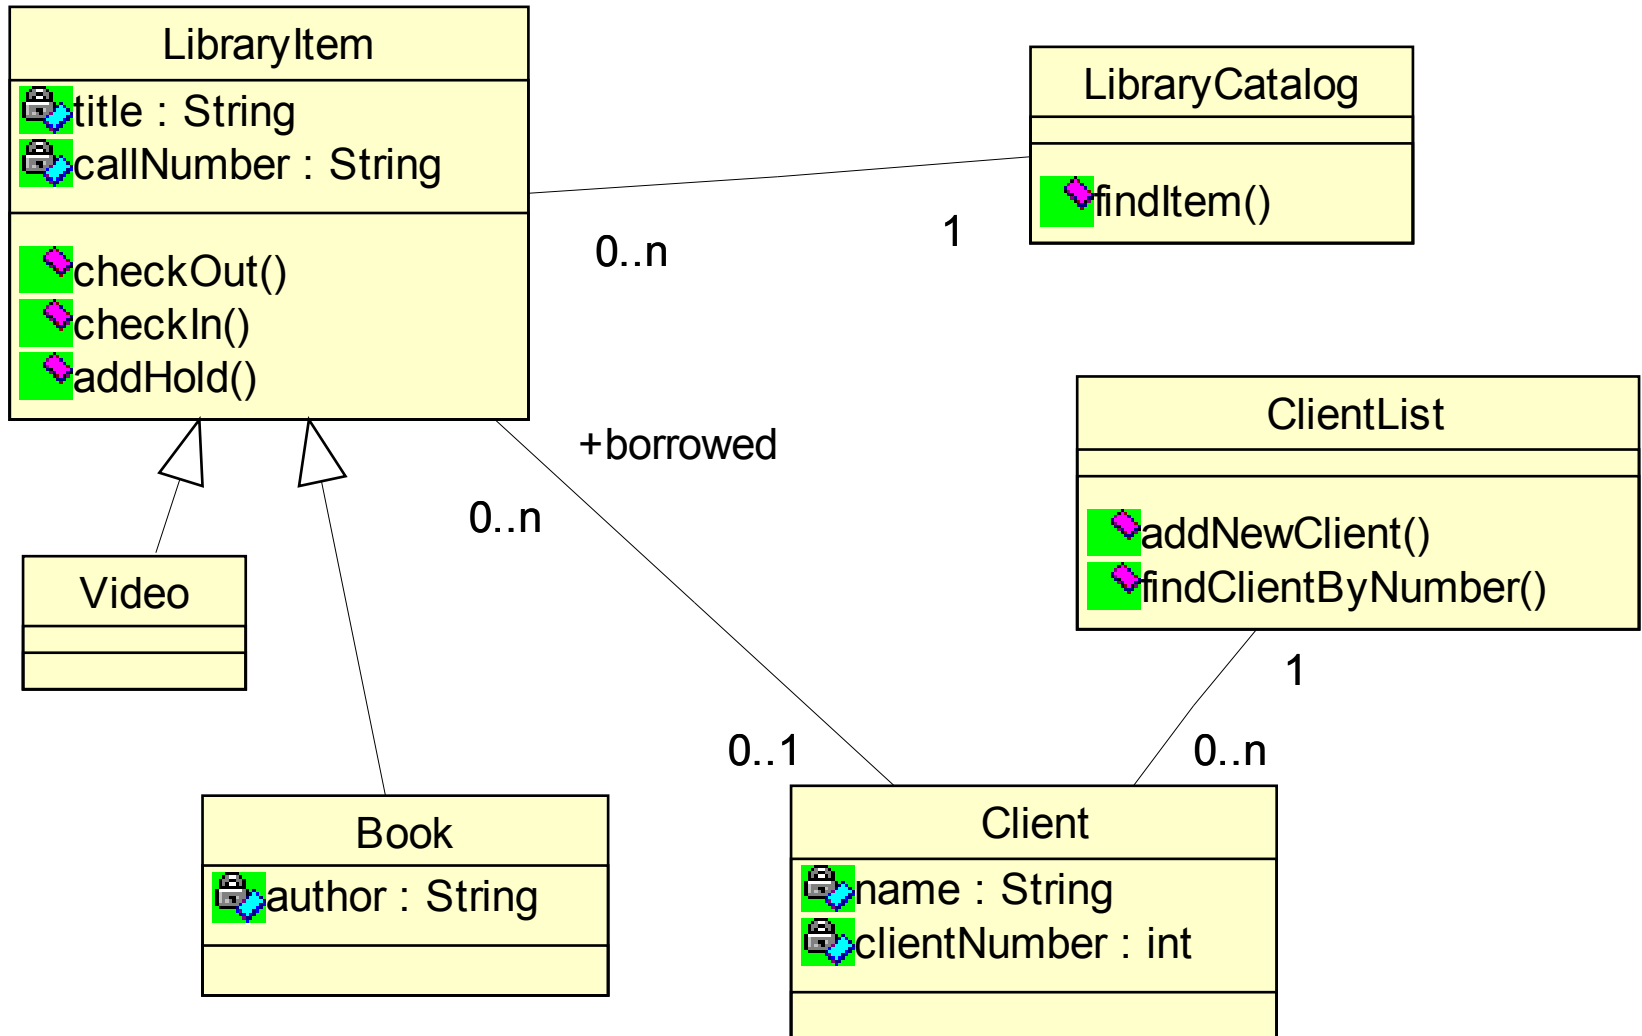 LibraryItem
title : String
callNumber : String
checkOut()
checkIn()
addHold()
LibraryCatalog
findItem()
0..n
1
ClientList
addNewClient()
findClientByNumber()
+borrowed
0..n
Video
1
0..1
0..n
Book
author : String
Client
name : String
clientNumber : int